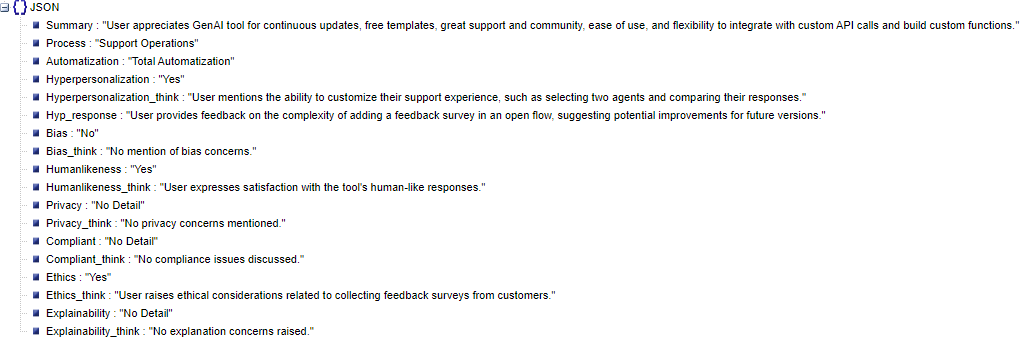 JSON
Summary : "User appreciates GenAI tool for continuous updates, free templates, great support and community, ease of use, and flexibility to integrate with custom API calls and build custom functions."
Process : "Support Operations"
Automatization : "Total Automatization"
Hyperpersonalization : "Yes"
Hyperpersonalization_think : "User mentions the ability to customize their support experience, such as selecting two agents and comparing their responses."
Hyp_response : "User provides feedback on the complexity of adding a feedback survey in an open flow, suggesting potential improvements for future versions."
Bias : "No"
Bias_think : "No mention of bias concerns."
Humanlikeness : "Yes"
Humanlikeness_think : "User expresses satisfaction with the tool's human-like responses."
Privacy : "No Detail"
Privacy_think : "No privacy concerns mentioned."
Compliant : "No Detail"
Compliant_think : "No compliance issues discussed."
Ethics : "Yes"
Ethics_think : "User raises ethical considerations related to collecting feedback surveys from customers."
Explainability : "No Detail"
Explainability_think : "No explanation concerns raised."